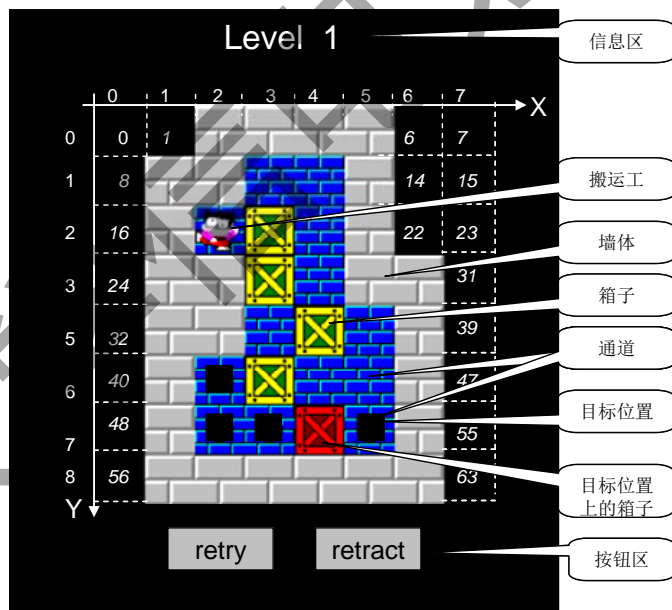 Level 1
信息区
0 1 2 3 4 5 6 7
X
0 0 1 6 7
1 8 14 15
搬运工
2 16 22 23
墙体
3 24 31
箱子
5 32 39
通道
6 40 47
目标位置
7 48 55
8 56 63
目标位置
上的箱子
Y
retry retract
按钮区